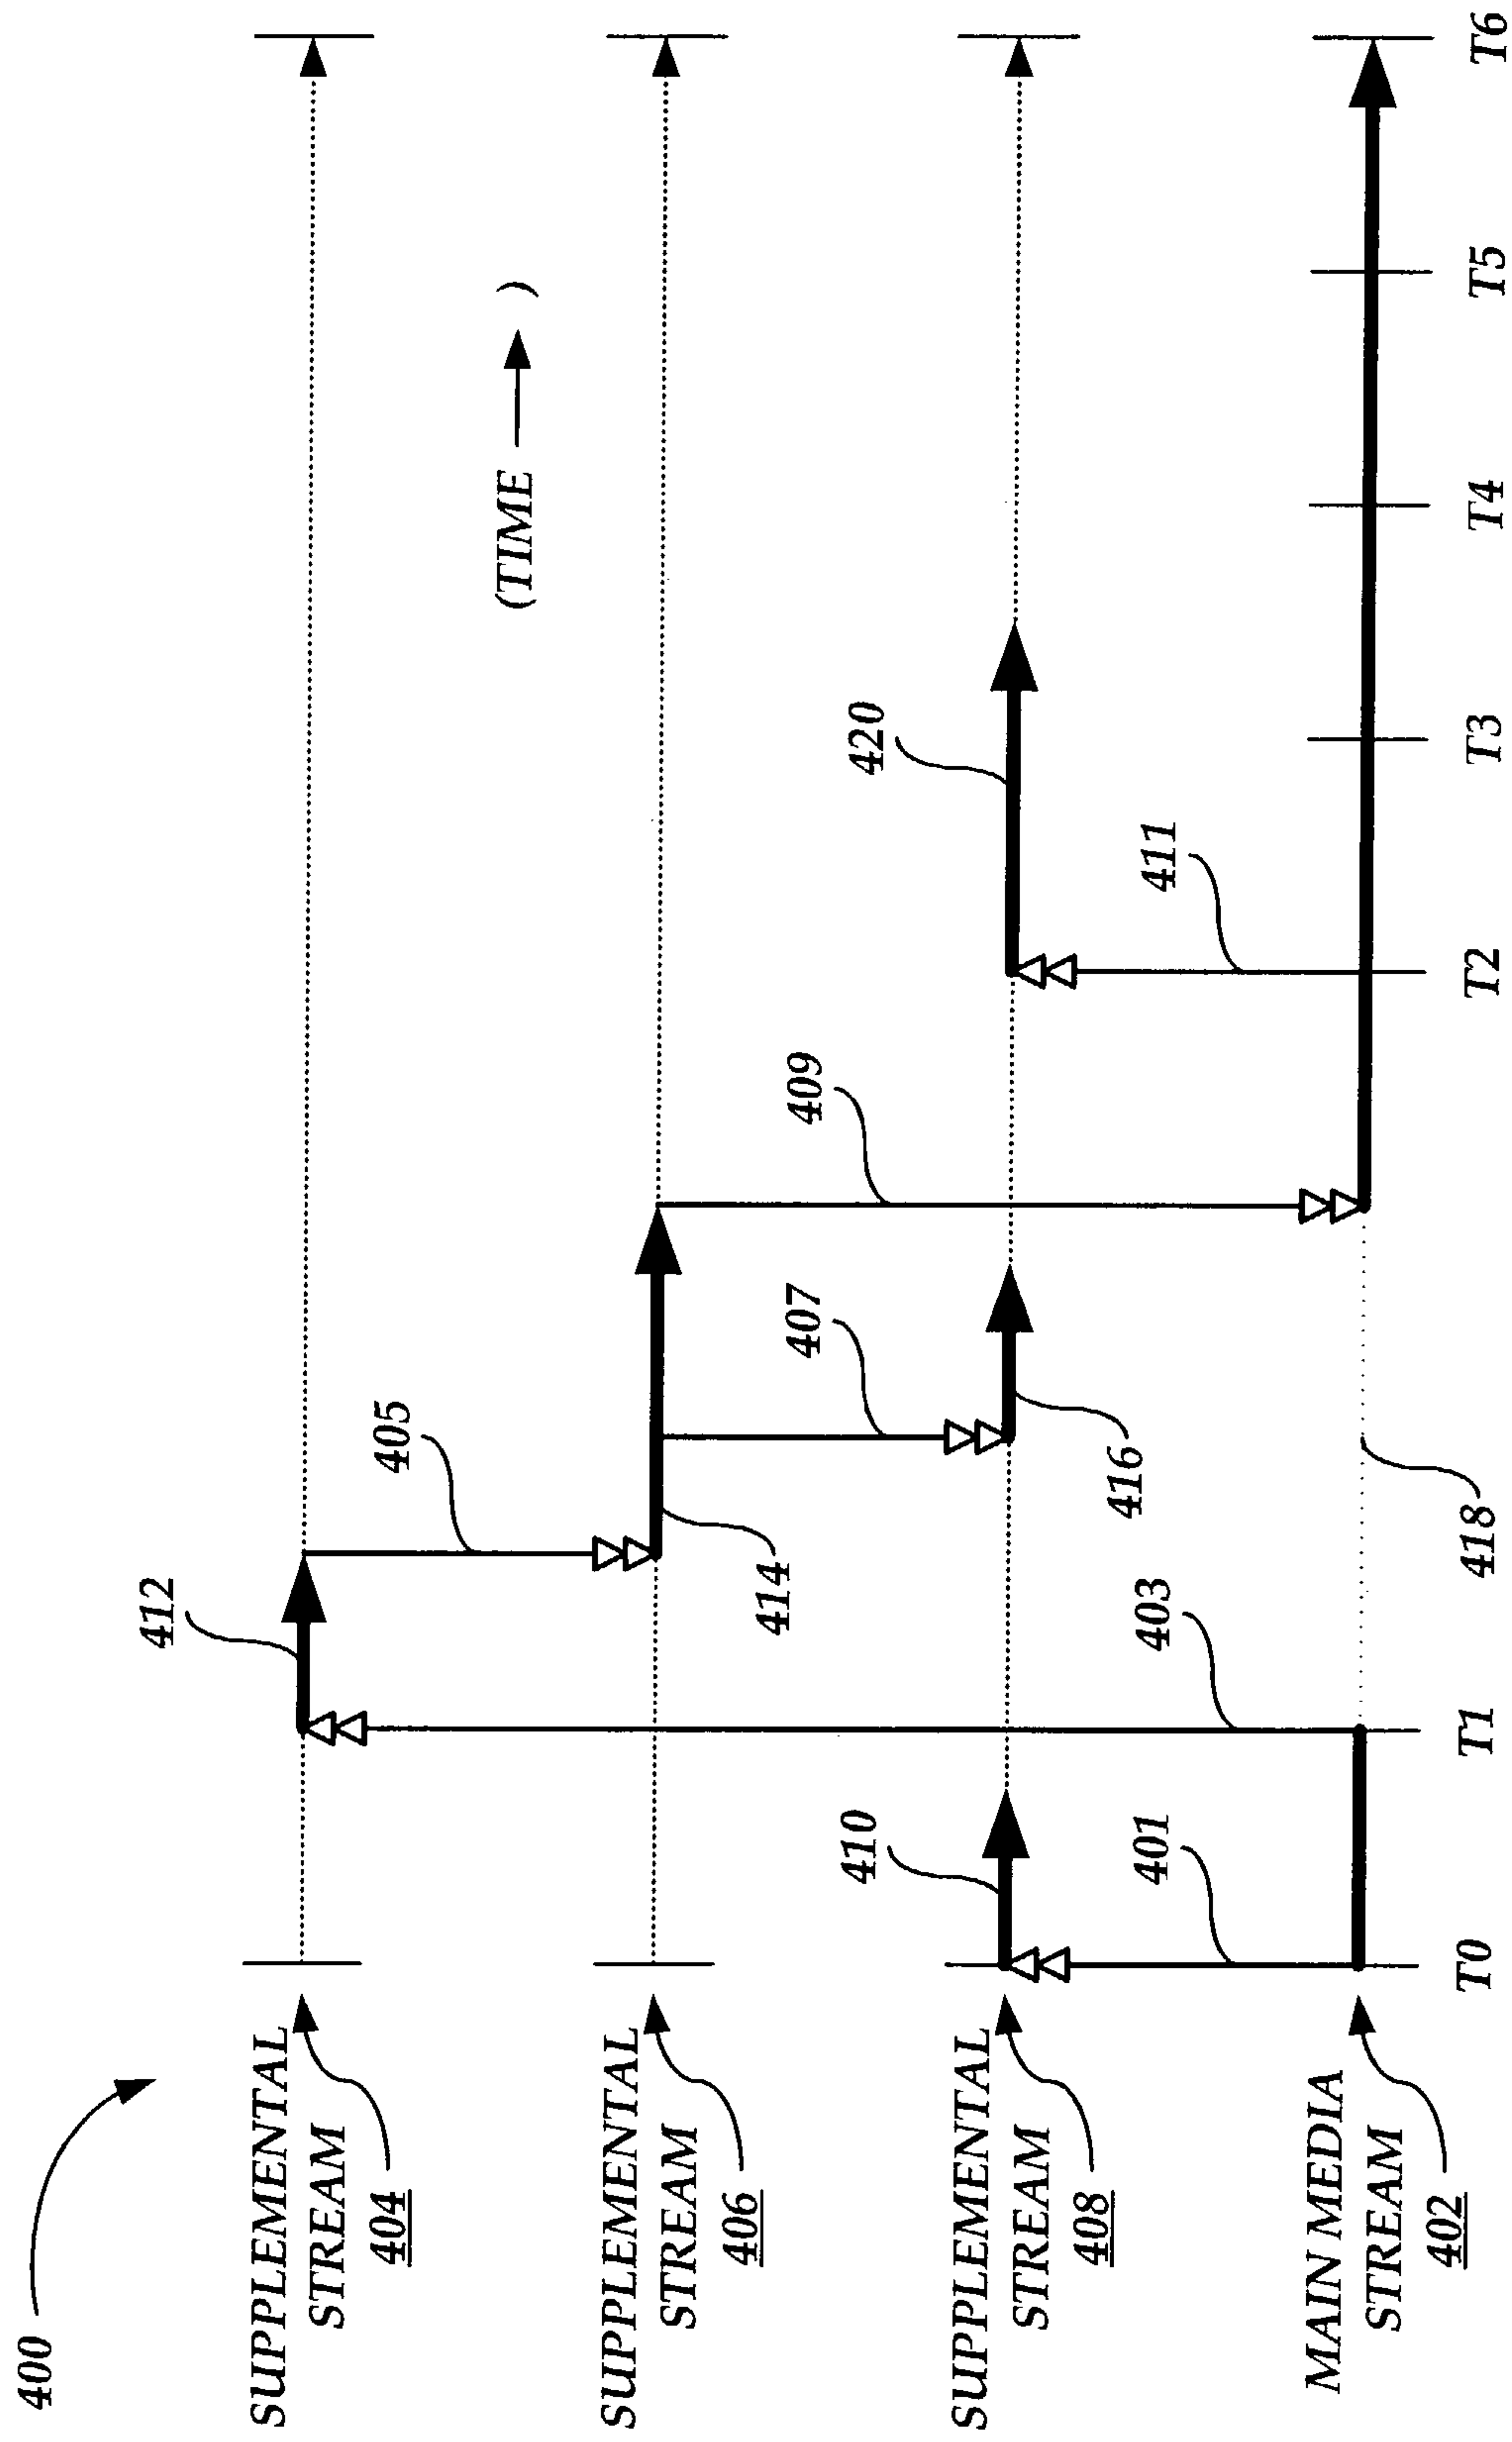 400
SUPPLEMENTAL
STREAM
404
412
405
(TIME → )
SUPPLEMENTAL
STREAM
406
414
407
409
SUPPLEMENTAL
STREAM
408
410
416
420
401
403
411
MAIN MEDIA
STREAM
402
418
T0
T1
T2
T3
T4
T5
T6